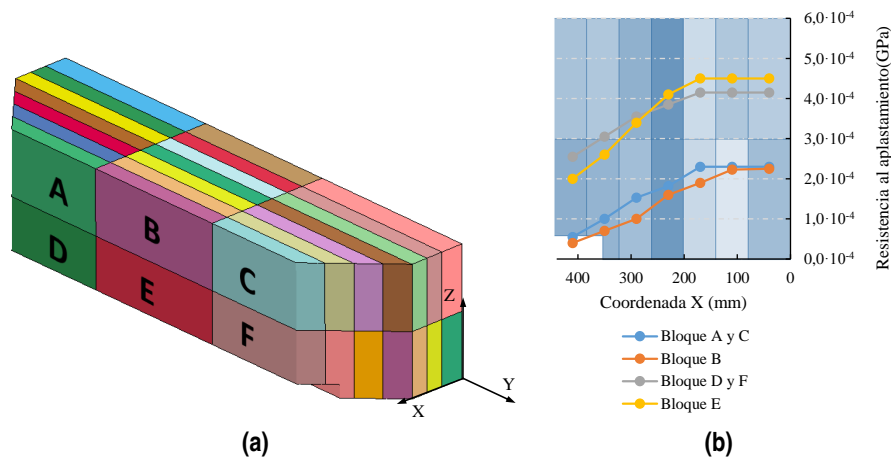 A
B
C
D
E
F
Z
Y
X
(a)
6,0·10⁻⁴
5,0·10⁻⁴
4,0·10⁻⁴
3,0·10⁻⁴
2,0·10⁻⁴
1,0·10⁻⁴
0,0·10⁻⁴
Resistencia al aplastamiento(GPa)
400 300 200 100 0
Coordenada X (mm)
Bloque A y C
Bloque B
Bloque D y F
Bloque E
(b)